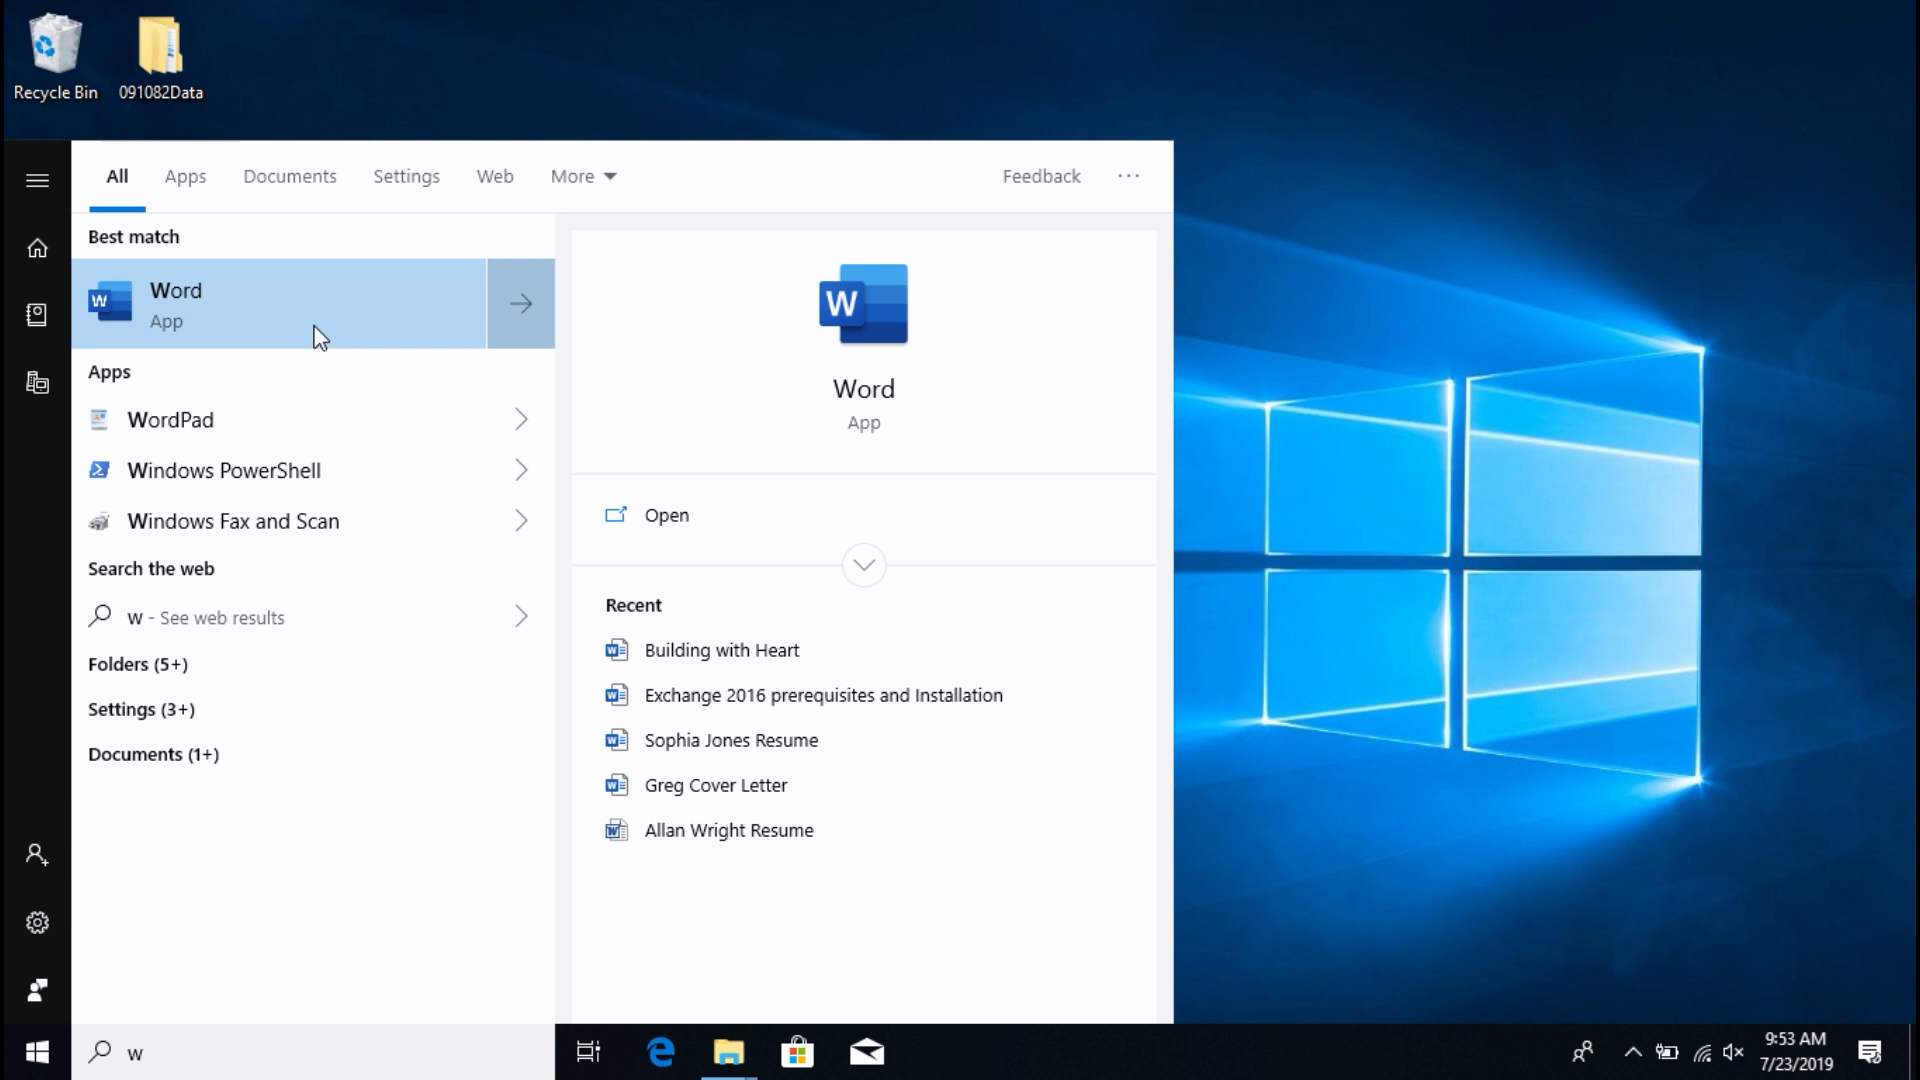 Recycle Bin
091082Data
All Apps Documents Settings Web More Feedback
Best match
Word
App
Apps
WordPad
Windows PowerShell
Windows Fax and Scan
Search the web
w - See web results
Folders (5+)
Settings (3+)
Documents (1+)
Word
App
Open
Recent
Building with Heart
Exchange 2016 prerequisites and Installation
Sophia Jones Resume
Greg Cover Letter
Allan Wright Resume
w
9:53 AM
7/23/2019